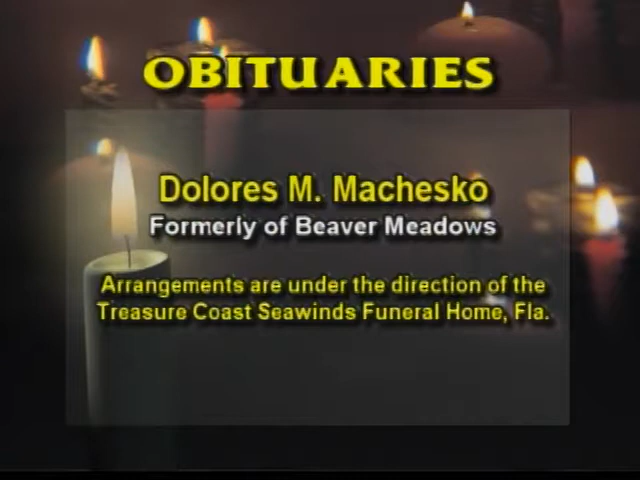 OBITUARIES
Dolores M. Machesko
Formerly of Beaver Meadows
Arrangements are under the direction of the
Treasure Coast Seawinds Funeral Home, Fla.